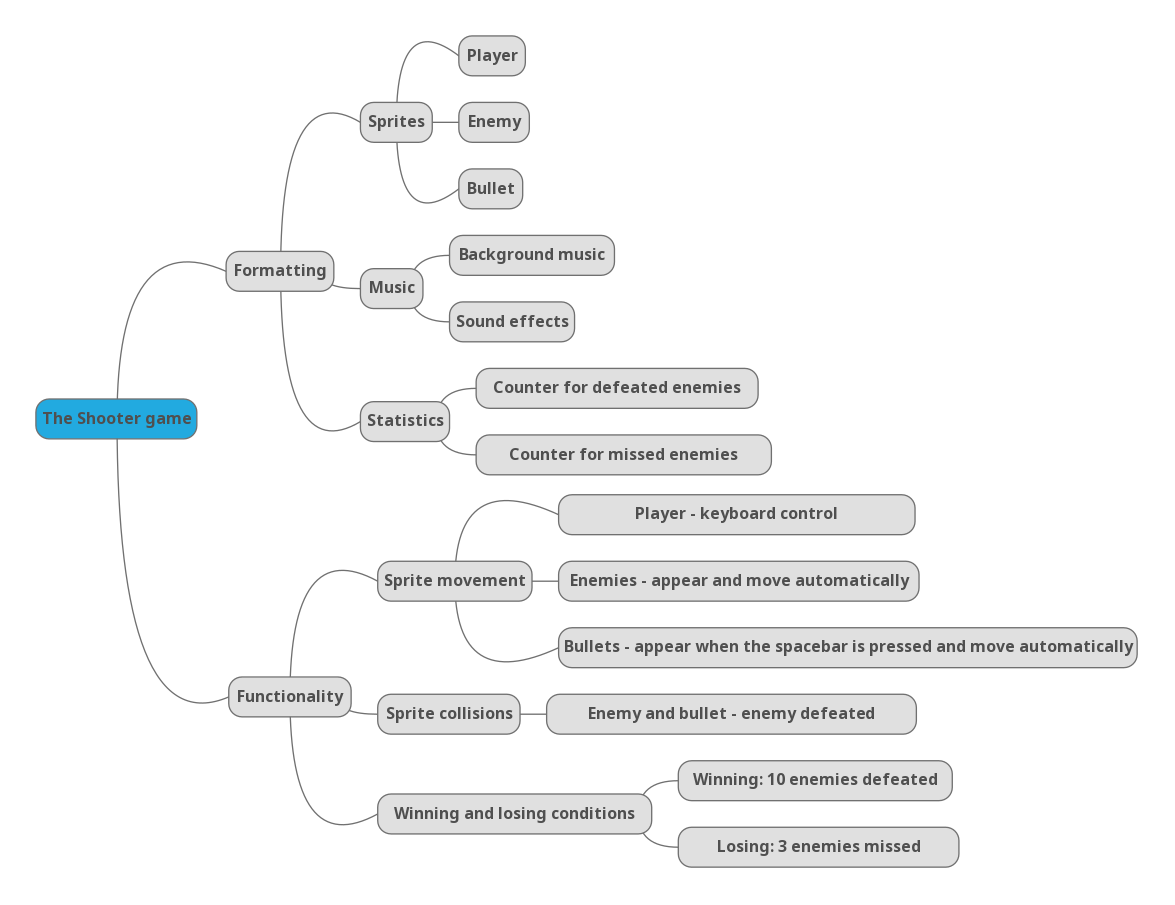 Player
Sprites
Enemy
Bullet
Background music
Formatting
Music
Sound effects
Counter for defeated enemies
The Shooter game
Statistics
Counter for missed enemies
Player - keyboard control
Sprite movement
Enemies - appear and move automatically
Bullets - appear when the spacebar is pressed and move automatically
Functionality
Sprite collisions
Enemy and bullet - enemy defeated
Winning: 10 enemies defeated
Winning and losing conditions
Losing: 3 enemies missed